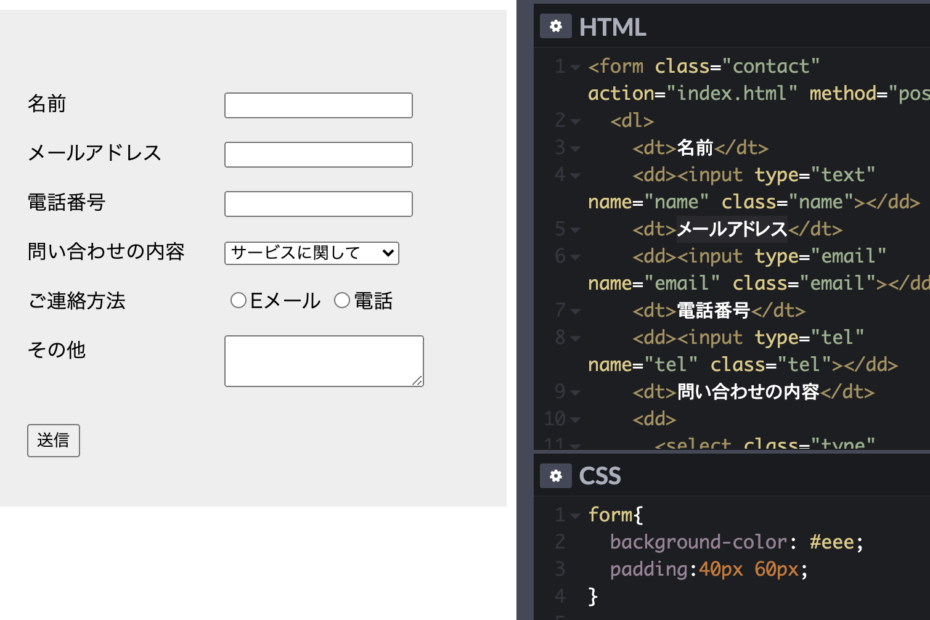 名前
メールアドレス
電話番号
問い合わせの内容
サービスに関して
ご連絡方法
Eメール 電話
その他
送信
HTML
1 <form class="contact"
action="index.html" method="pos
2 <dl>
3 <dt>名前</dt>
4 <dd><input type="text"
name="name" class="name"></dd>
5 <dt>メールアドレス</dt>
6 <dd><input type="email"
name="email" class="email"></dd
7 <dt>電話番号</dt>
8 <dd><input type="tel"
name="tel" class="tel"></dd>
9 <dt>問い合わせの内容</dt>
10 <dd>
11 <select class="type"
CSS
1 form{
2 background-color: #eee;
3 padding:40px 60px;
4 }